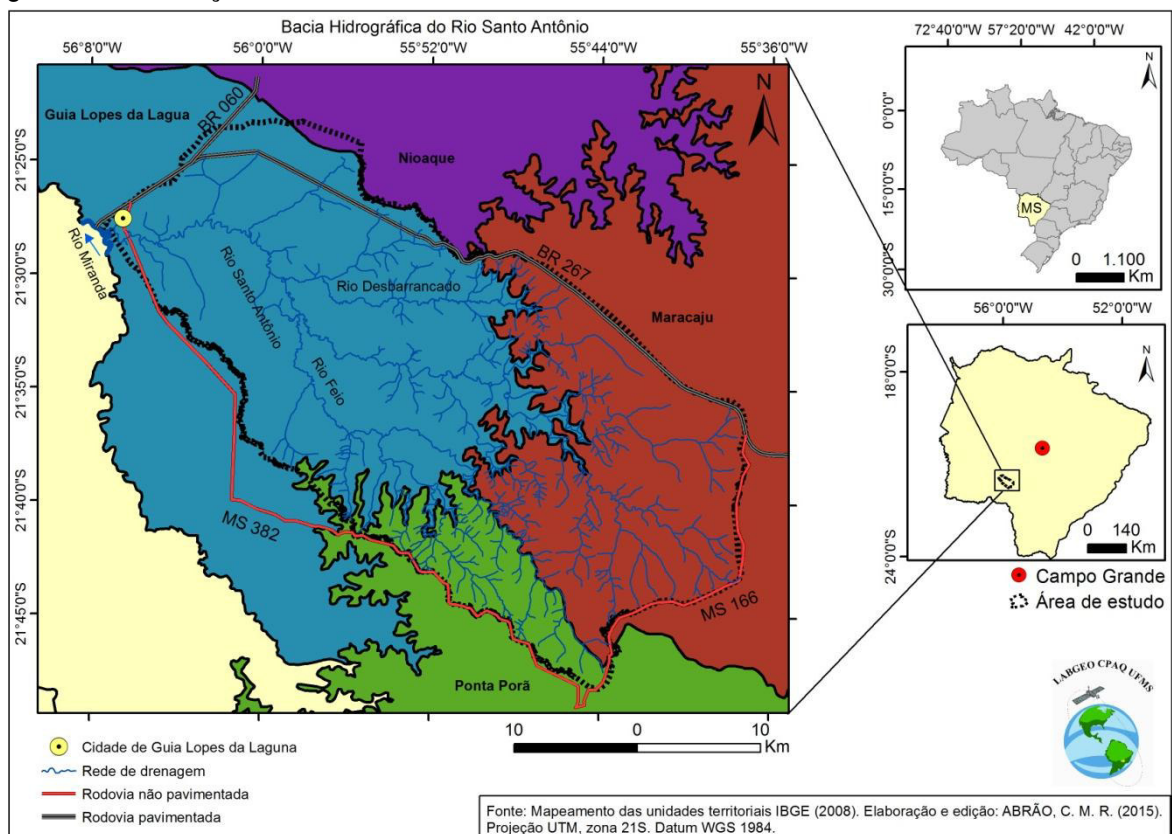 Bacia Hidrográfica do Rio Santo Antônio
56°8'0"W 56°0'0"W 55°52'0"W 55°44'0"W 55°36'0"W
21°25'S
21°30'0"S
21°35'S
21°40'0"S
21°45'0"S
Guia Lopes da Lagua
BR 060
Nioaque
N
Rio Miranda
Rio Santo Antônio
Rio Desbarrancado
BR 267
Maracaju
Rio Feio
MS 382
MS 166
Ponta Porã
10 0 10
Km
Cidade de Guia Lopes da Laguna
Rede de drenagem
Rodovia não pavimentada
Rodovia pavimentada
72°40'0"W 57°20'0"W 42°0'0"W
N
0°0'0"
15°0'0"S
30°0'0"S
MS
0 1.100
Km
56°0'0"W 52°0'0"W
N
18°0'0"S
24°0'0"S
0 140
Km
Campo Grande
Área de estudo
LABGEO CPAQ UFMS
Fonte: Mapeamento das unidades territoriais IBGE (2008). Elaboração e edição: ABRÃO, C. M. R. (2015).
Projeção UTM, zona 21S. Datum WGS 1984.